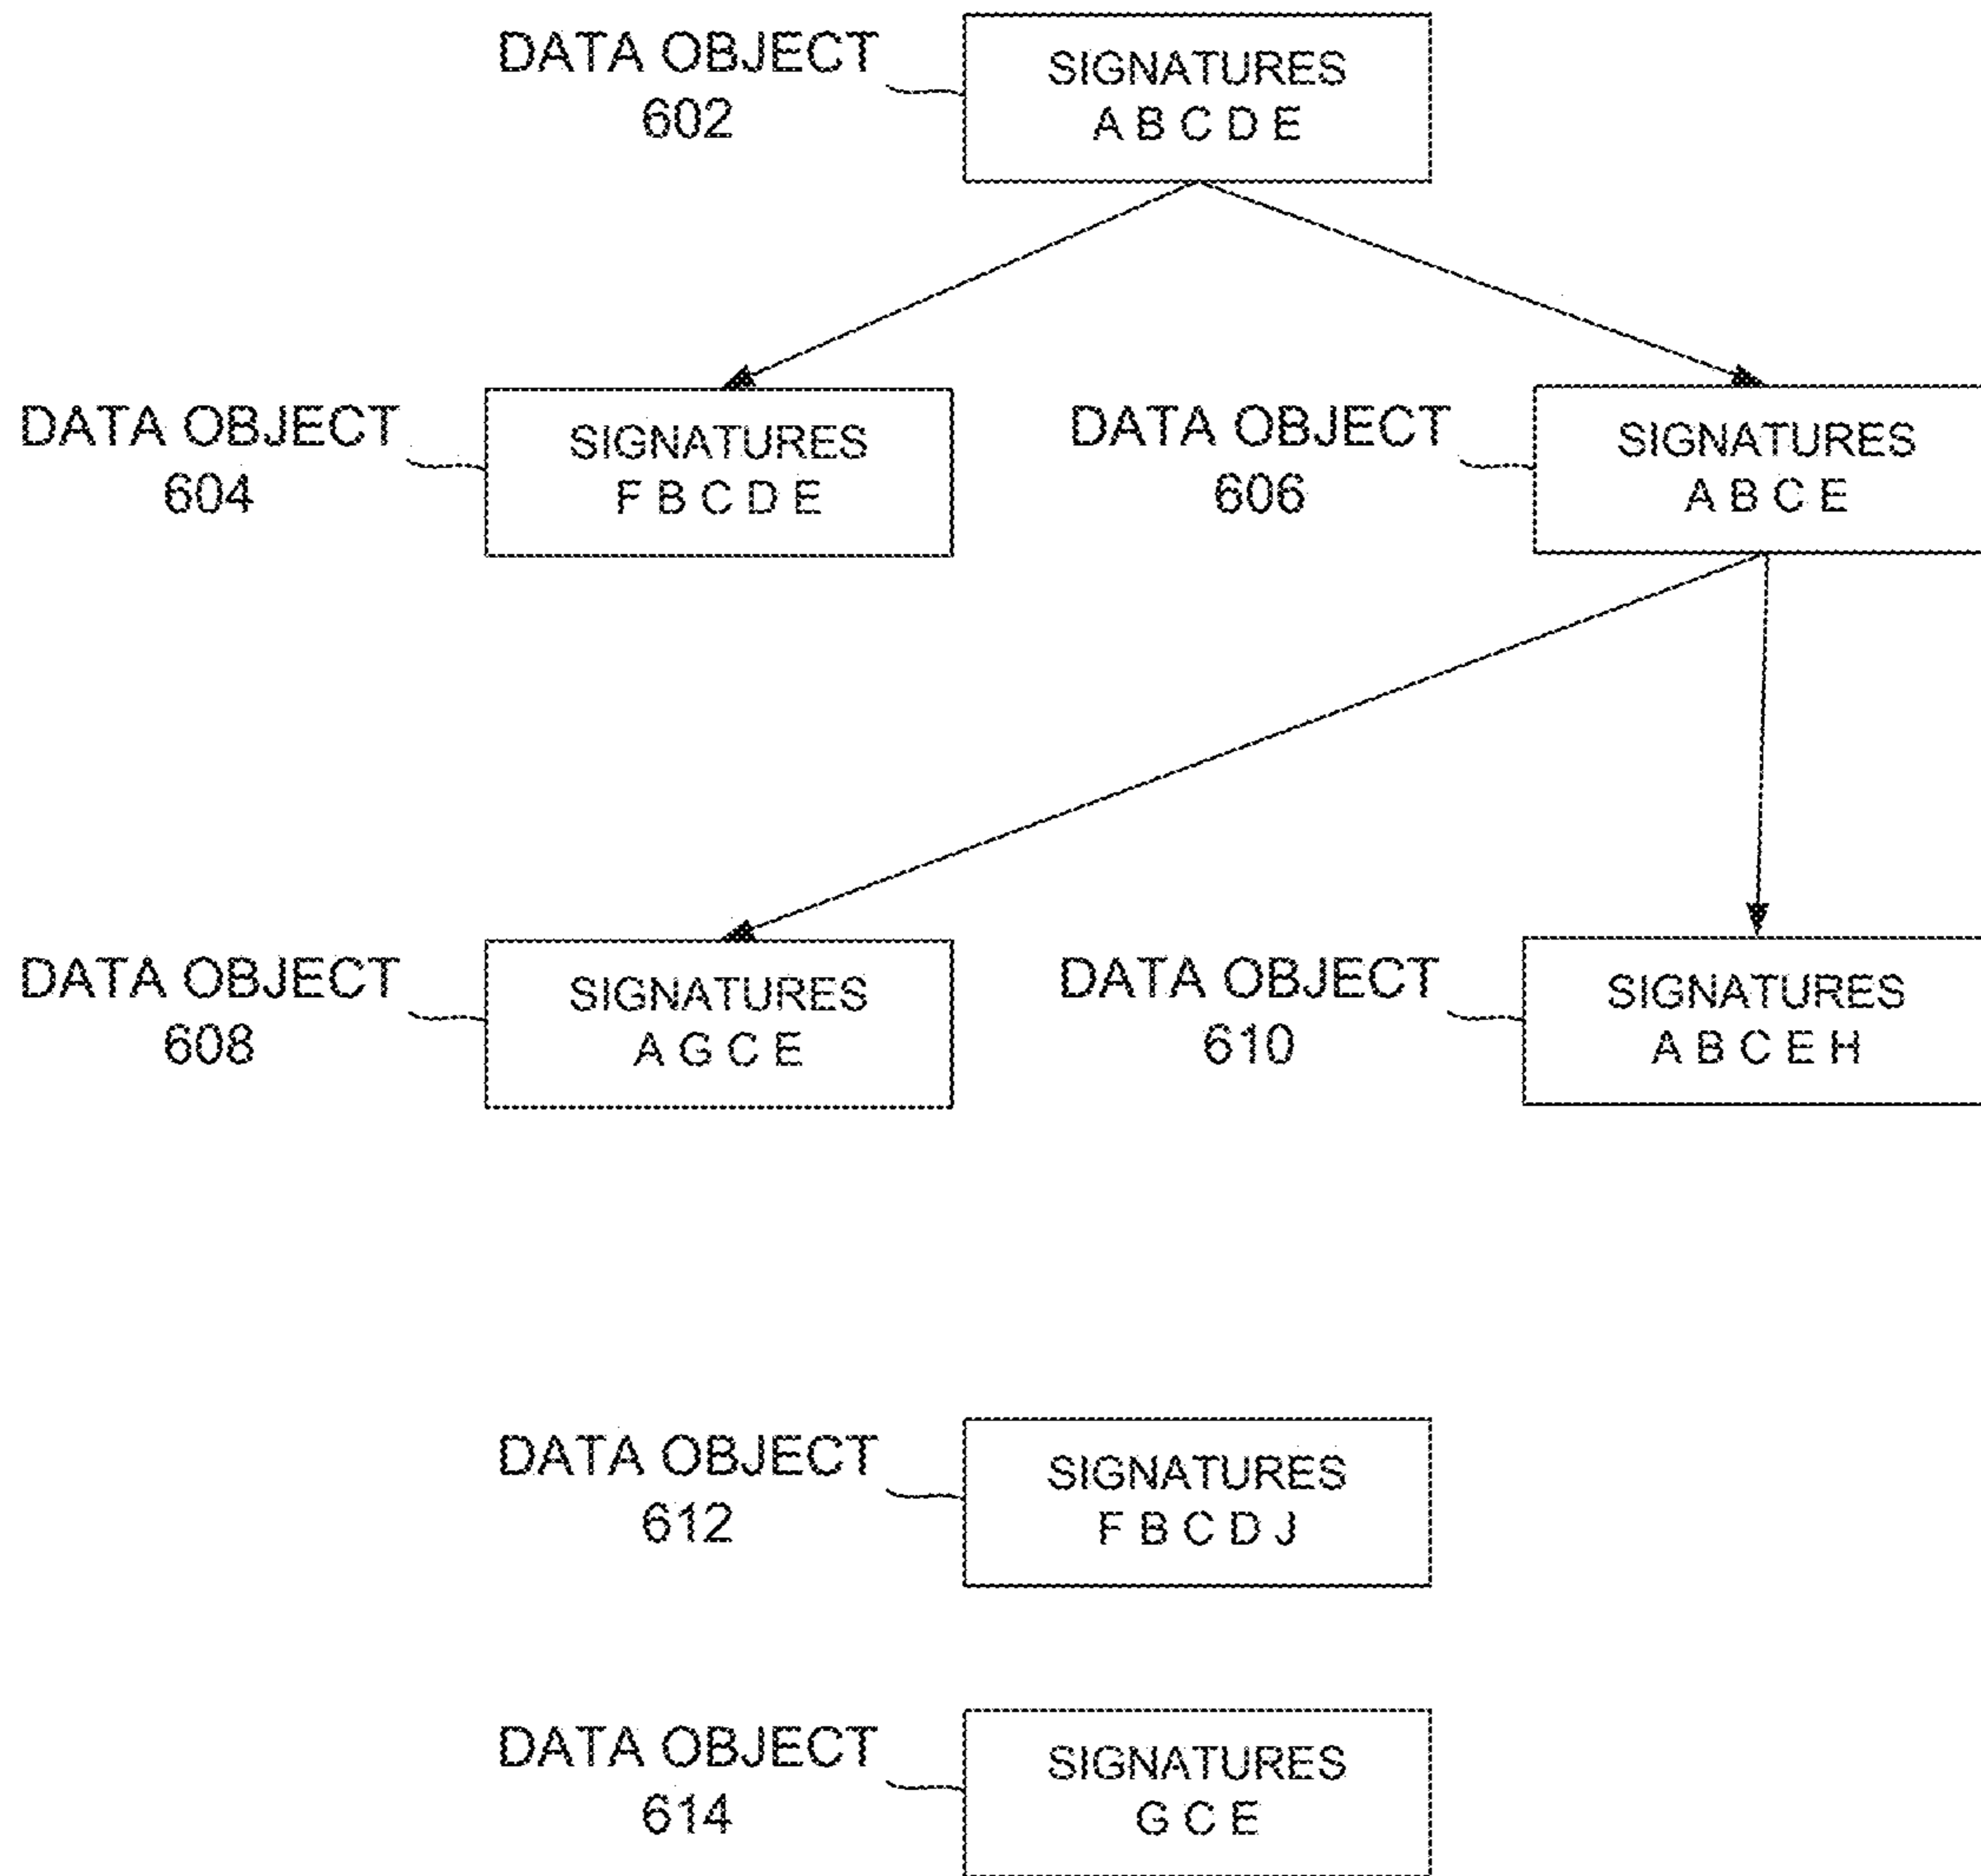 DATA OBJECT
602
SIGNATURES
A B C D E
DATA OBJECT
604
SIGNATURES
F B C D E
DATA OBJECT
606
SIGNATURES
A B C E
DATA OBJECT
608
SIGNATURES
A G C E
DATA OBJECT
610
SIGNATURES
A B C E H
DATA OBJECT
612
SIGNATURES
F B C D J
DATA OBJECT
614
SIGNATURES
G C E